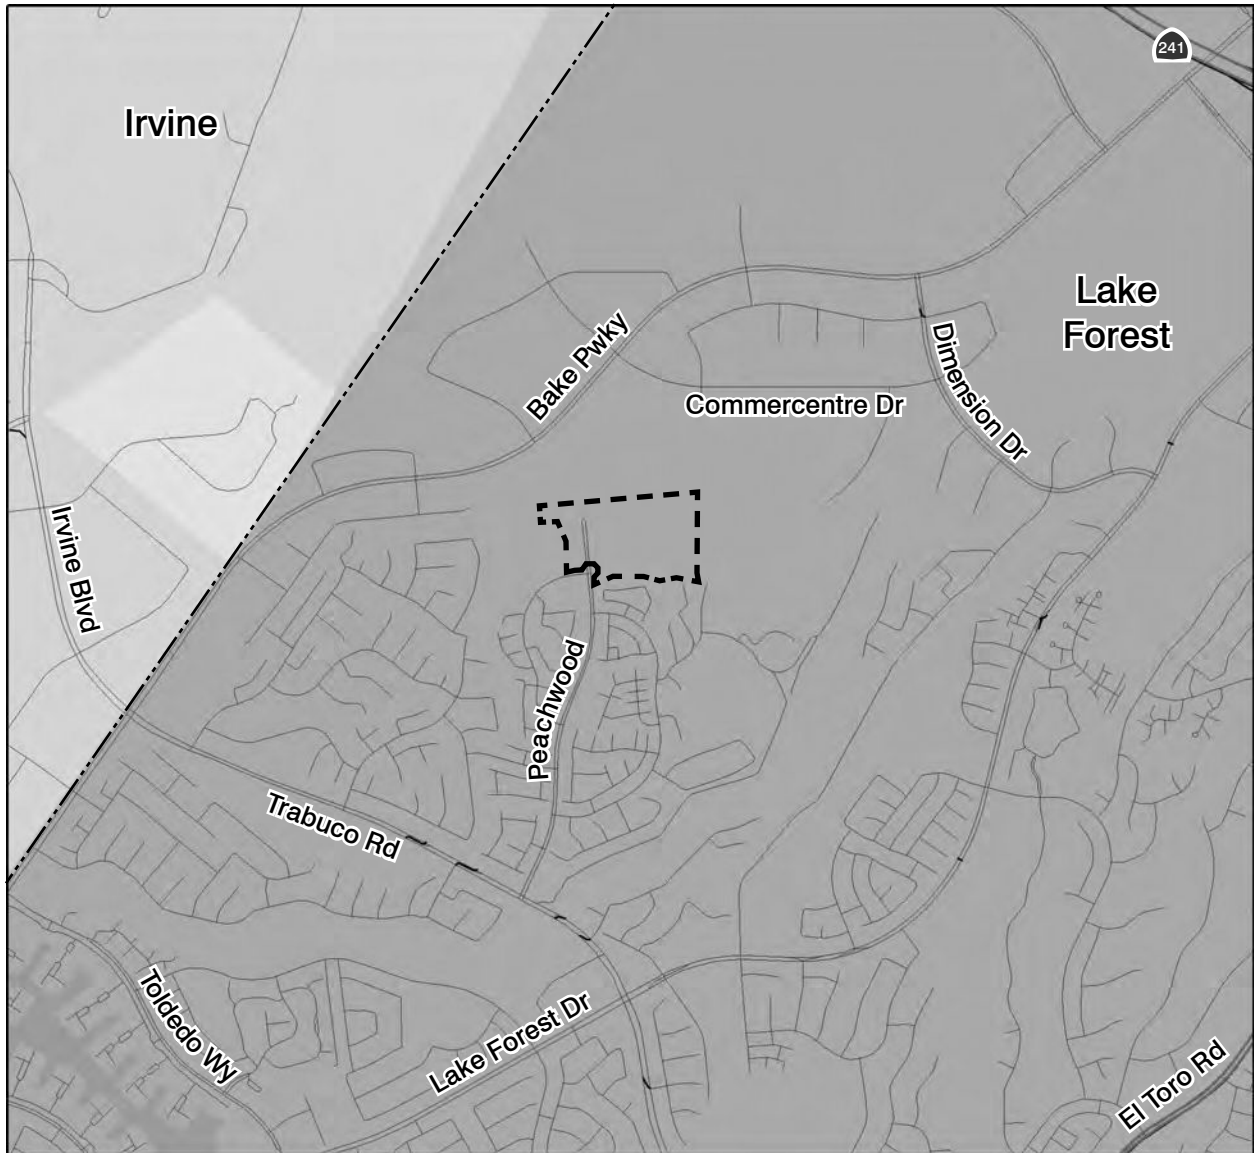 241
Irvine
Lake
Forest
Bake Pwky
Dimension Dr
Commercentre Dr
Irvine Blvd
Peachwood
Trabuco Rd
Toldedo Wy
Lake Forest Dr
El Toro Rd